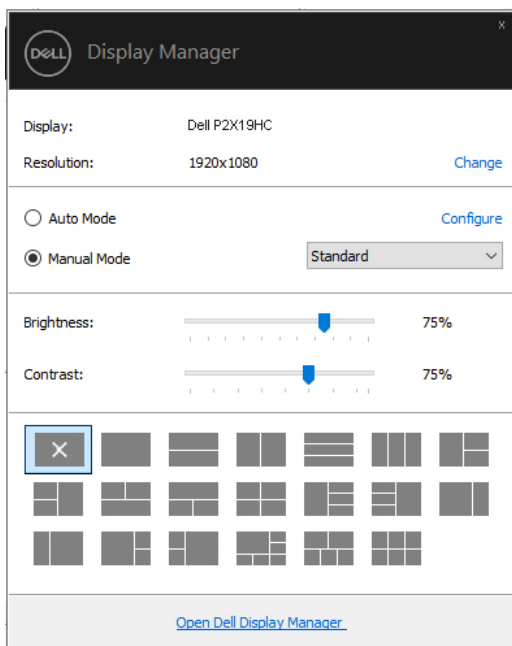 x
DELL Display Manager
Display: Dell P2X19HC
Resolution: 1920x1080 Change
Auto Mode Configure
Manual Mode Standard
Brightness: 75%
Contrast: 75%
Open Dell Display Manager